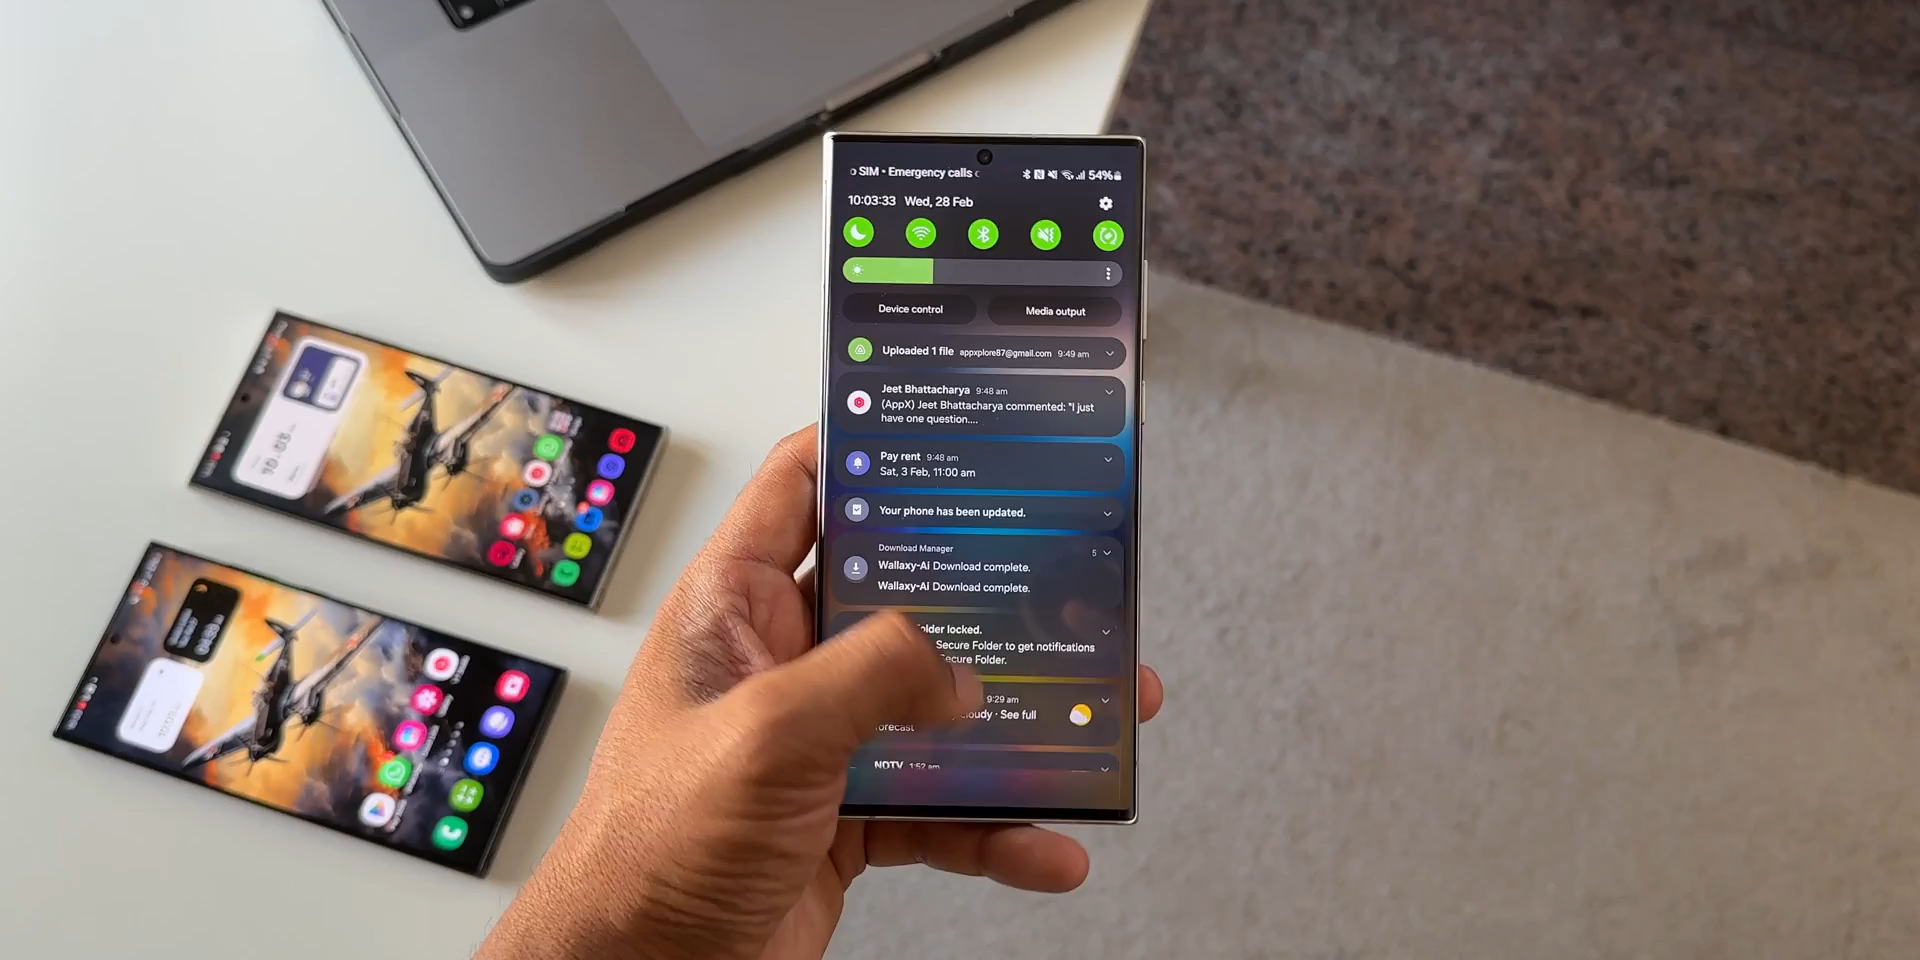 SIM • Emergency calls
54%
10:03:33 Wed, 28 Feb
Device control
Media output
Uploaded 1 file appxplore87@gmail.com 9:49 am
Jeet Bhattacharya 9:48 am
(AppX) Jeet Bhattacharya commented: "I just
have one question....
Pay rent 9:48 am
Sat, 3 Feb, 11:00 am
Your phone has been updated.
Download Manager
5
Wallaxy-Ai Download complete.
Wallaxy-Ai Download complete.
older locked.
Secure Folder to get notifications
Secure Folder.
9:29 am
cloudy · See full
forecast
NDTV 1:52 am